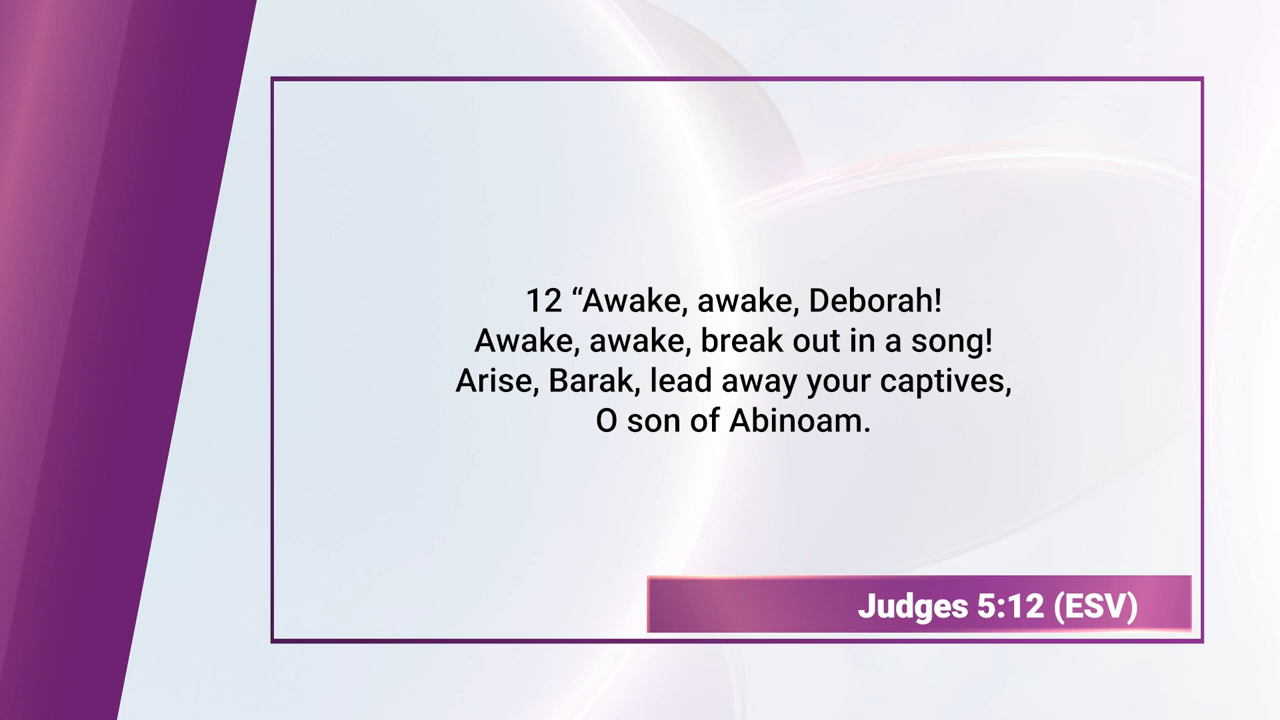 12 “Awake, awake, Deborah!
Awake, awake, break out in a song!
Arise, Barak, lead away your captives,
O son of Abinoam.
Judges 5:12 (ESV)